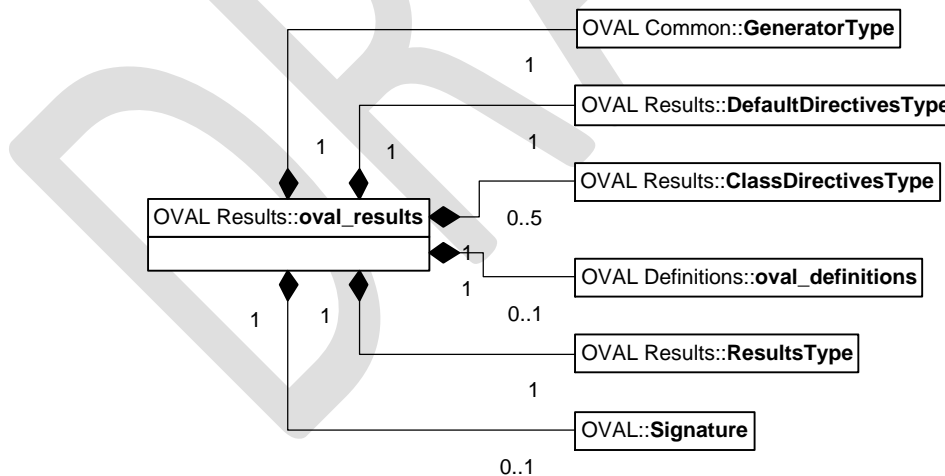 OVAL Common::GeneratorType
1
OVAL Results::DefaultDirectivesType
1
1
1
OVAL Results::ClassDirectivesType
OVAL Results::oval_results
0..5
1
OVAL Definitions::oval_definitions
1
0..1
1
1
OVAL Results::ResultsType
1
OVAL::Signature
0..1